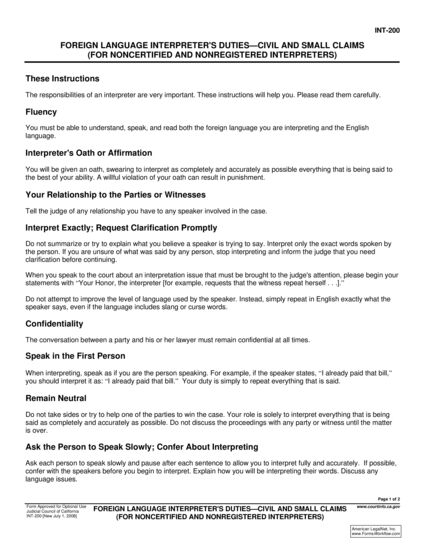 INT-200
FOREIGN LANGUAGE INTERPRETER'S DUTIES—CIVIL AND SMALL CLAIMS
(FOR NONCERTIFIED AND NONREGISTERED INTERPRETERS)
These Instructions
The responsibilities of an interpreter are very important. These instructions will help you. Please read them carefully.
Fluency
You must be able to understand, speak, and read both the foreign language you are interpreting and the English
language.
Interpreter's Oath or Affirmation
You will be given an oath, swearing to interpret as completely and accurately as possible everything that is being said to
the best of your ability. A willful violation of your oath can result in punishment.
Your Relationship to the Parties or Witnesses
Tell the judge of any relationship you have to any speaker involved in the case.
Interpret Exactly; Request Clarification Promptly
Do not summarize or try to explain what you believe a speaker is trying to say. Interpret only the exact words spoken by
the person. If you are unsure of what was said by any person, stop interpreting and inform the judge that you need
clarification before continuing.
When you speak to the court about an interpretation issue that must be brought to the judge's attention, please begin your
statements with “Your Honor, the interpreter [for example, requests that the witness repeat herself . . .].”
Do not attempt to improve the level of language used by the speaker. Instead, simply repeat in English exactly what the
speaker says, even if the language includes slang or curse words.
Confidentiality
The conversation between a party and his or her lawyer must remain confidential at all times.
Speak in the First Person
When interpreting, speak as if you are the person speaking. For example, if the speaker states, “I already paid that bill,”
you should interpret it as: “I already paid that bill.” Your duty is simply to repeat everything that is said.
Remain Neutral
Do not take sides or try to help one of the parties to win the case. Your role is solely to interpret everything that is being
said as completely and accurately as possible. Do not discuss the proceedings with any party or witness until the matter
is over.
Ask the Person to Speak Slowly; Confer About Interpreting
Ask each person to speak slowly and pause after each sentence to allow you to interpret fully and accurately. If possible,
confer with the speakers before you begin to interpret. Explain how you will be interpreting their words. Discuss any
language issues.
Page 1 of 2
Form Approved for Optional Use
Judicial Council of California
INT-200 [New July 1, 2008]
FOREIGN LANGUAGE INTERPRETER'S DUTIES—CIVIL AND SMALL CLAIMS
(FOR NONCERTIFIED AND NONREGISTERED INTERPRETERS)
www.courtinfo.ca.gov
American LegalNet, Inc.
www.FormsWorkflow.com